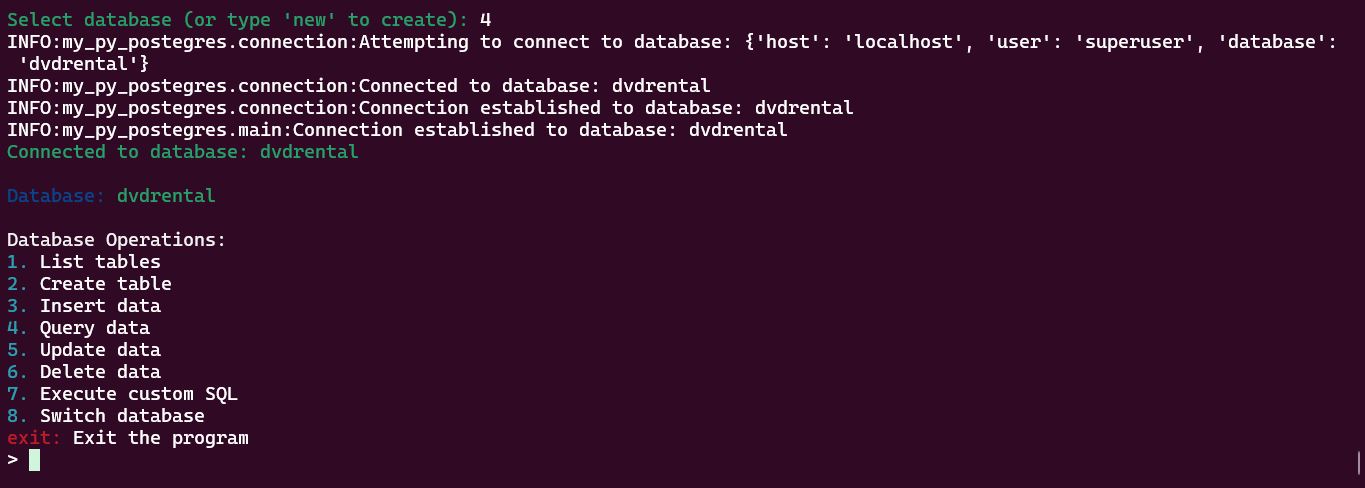 Select database (or type 'new' to create): 4
INFO:my_py_postegres.connection:Attempting to connect to database: {'host': 'localhost', 'user': 'superuser', 'database':
 'dvdrental'}
INFO:my_py_postegres.connection:Connected to database: dvdrental
INFO:my_py_postegres.connection:Connection established to database: dvdrental
INFO:my_py_postegres.main:Connection established to database: dvdrental
Connected to database: dvdrental
Database: dvdrental
Database Operations:
1. List tables
2. Create table
3. Insert data
4. Query data
5. Update data
6. Delete data
7. Execute custom SQL
8. Switch database
exit: Exit the program
>